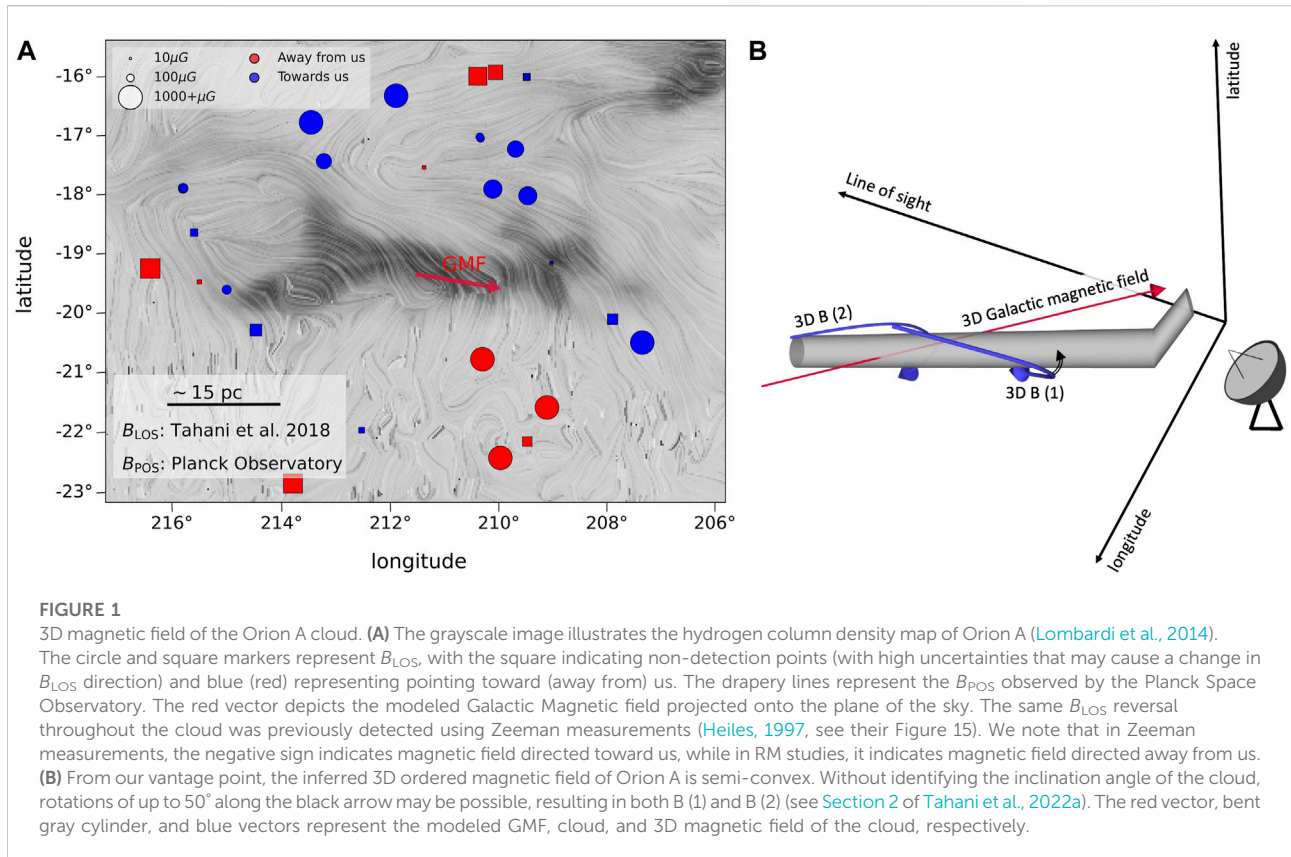 A
10μG
100μG
1000+μG
Away from us
Towards us
-16°
-17°
-18°
-19°
-20°
-21°
-22°
-23°
latitude
GMF
~ 15 pc
BLOS: Tahani et al. 2018
BPOS: Planck Observatory
216°
214°
212°
210°
208°
206°
longitude
B
latitude
Line of sight
3D Galactic magnetic field
3D B (2)
3D B (1)
longitude
FIGURE 1
3D magnetic field of the Orion A cloud. (A) The grayscale image illustrates the hydrogen column density map of Orion A (Lombardi et al., 2014).
The circle and square markers represent BLOS, with the square indicating non-detection points (with high uncertainties that may cause a change in
BLOS direction) and blue (red) representing pointing toward (away from) us. The drapery lines represent the BPOS observed by the Planck Space
Observatory. The red vector depicts the modeled Galactic Magnetic field projected onto the plane of the sky. The same BLOS reversal
throughout the cloud was previously detected using Zeeman measurements (Heiles, 1997, see their Figure 15). We note that in Zeeman
measurements, the negative sign indicates magnetic field directed toward us, while in RM studies, it indicates magnetic field directed away from us.
(B) From our vantage point, the inferred 3D ordered magnetic field of Orion A is semi-convex. Without identifying the inclination angle of the cloud,
rotations of up to 50° along the black arrow may be possible, resulting in both B (1) and B (2) (see Section 2 of Tahani et al., 2022a). The red vector, bent
gray cylinder, and blue vectors represent the modeled GMF, cloud, and 3D magnetic field of the cloud, respectively.